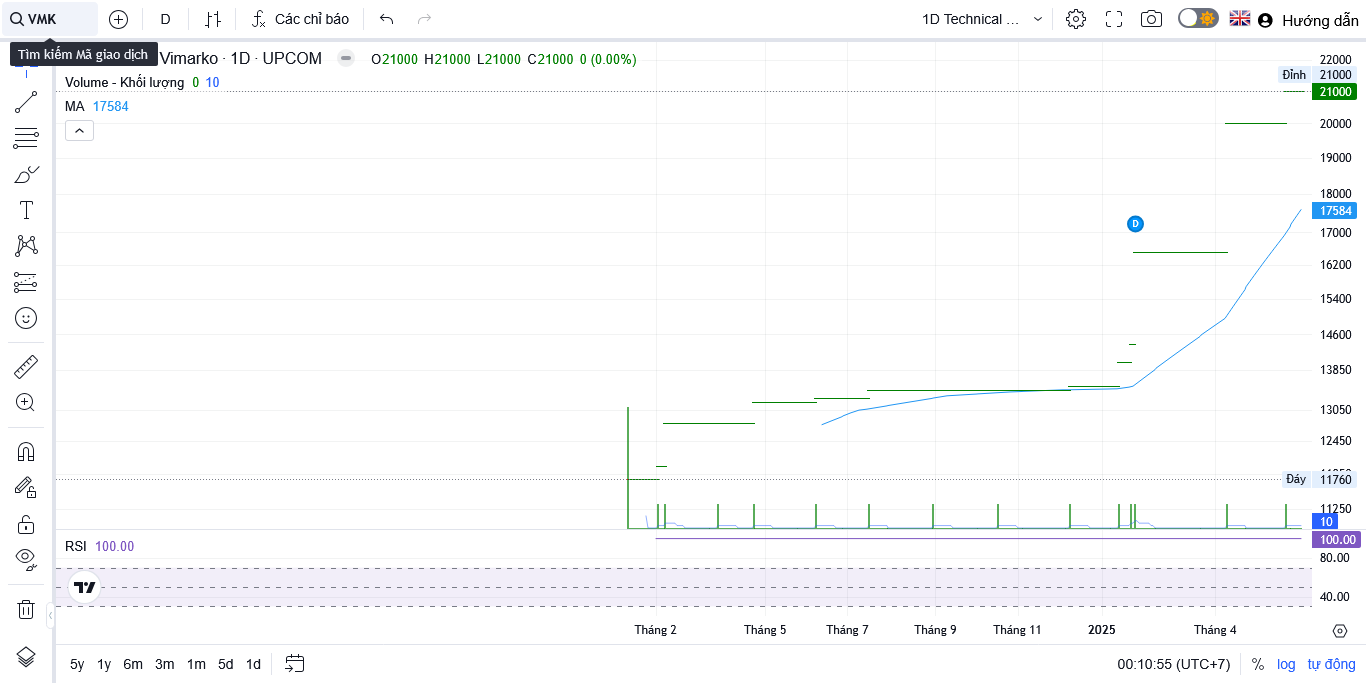 VMK
D
Các chỉ báo
1D Technical ...
Hướng dẫn
Tìm kiếm Mã giao dịch
Vimarko · 1D · UPCOM
O21000 H21000 L21000 C21000 0 (0.00%)
Volume - Khối lượng 0 10
MA 17584
22000
Đỉnh 21000
21000
20000
19000
18000
17584
D
17000
16200
15400
14600
13850
13050
12450
Đáy 11760
11250
10
RSI 100.00
100.00
80.00
40.00
Tháng 2
Tháng 5
Tháng 7
Tháng 9
Tháng 11
2025
Tháng 4
5y 1y 6m 3m 1m 5d 1d
00:10:55 (UTC+7)
% log tự động